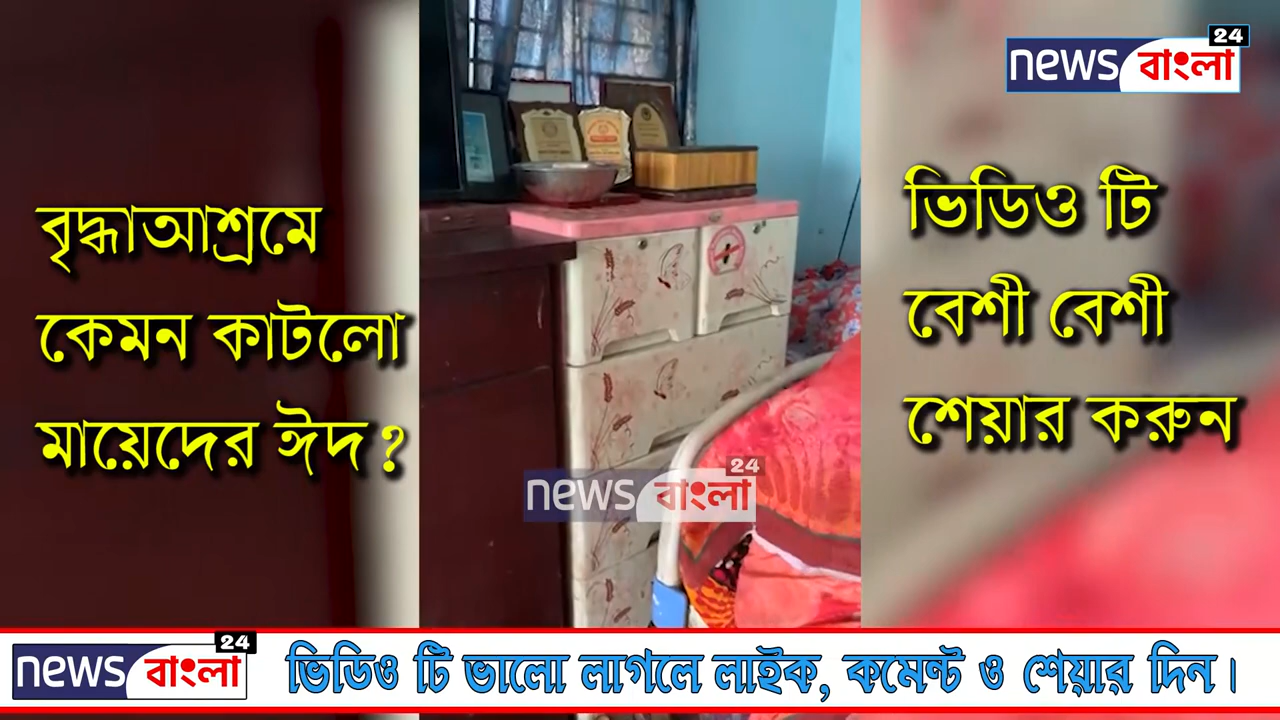 news বাংলা 24
বৃদ্ধাআশ্রমে
কেমন কাটলো
মায়েদের ঈদ?
ভিডিও টি
বেশী বেশী
শেয়ার করুন
news বাংলা 24
news বাংলা 24
ভিডিও টি ভালো লাগলে লাইক, কমেন্ট ও শেয়ার দিন।